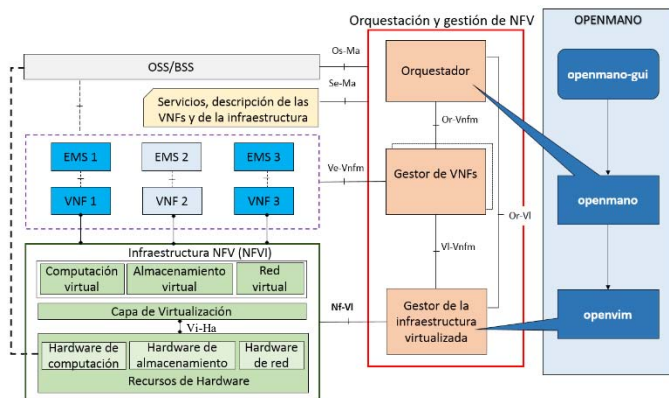 Orquestación y gestión de NFV
OPENMANO
OSS/BSS
Os-Ma
Se-Ma
Servicios, descripción de las
VNFs y de la infraestructura
Orquestador
openmano-gui
Or-Vnfm
EMS 1
EMS 2
EMS 3
VNF 1
VNF 2
VNF 3
Ve-Vnfm
Gestor de VNFs
openmano
Or-Vl
Vl-Vnfm
Infraestructura NFV (NFVI)
Computación
virtual
Almacenamiento
virtual
Red
virtual
Capa de Virtualización
Vi-Ha
Nf-Vl
Gestor de la
infraestructura
virtualizada
openvim
Hardware de
computación
Hardware de
almacenamiento
Hardware
de red
Recursos de Hardware